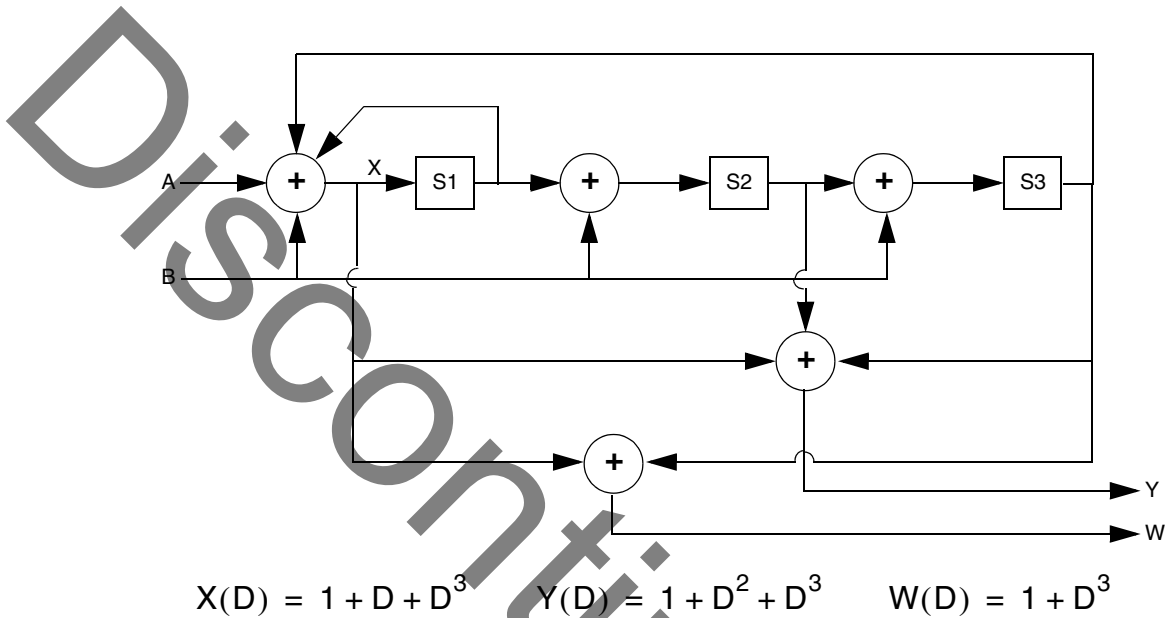 A
+
X
S1
+
S2
+
S3
B
+
+
Y
W
X(D) = 1 + D + D³ Y(D) = 1 + D² + D³ W(D) = 1 + D³
Disconti